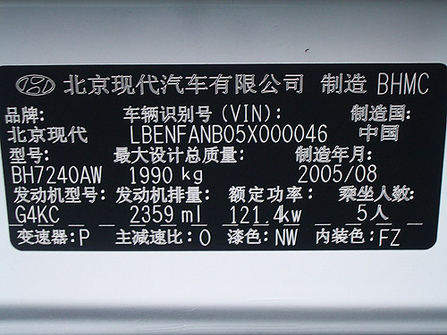 北京现代汽车有限公司 制造 BHMC
品牌: 车辆识别号(VIN): 制造国:
北京现代 LBENFANB05X000046 中国
型号: 最大设计总质量: 制造年月:
BH7240AW 1990 kg 2005/08
发动机型号: 发动机排量: 额定功率: 乘坐人数:
G4KC 2359 ml 121.4kw 5人
变速器:P 主减速比:O 漆色:NW 内装色:FZ